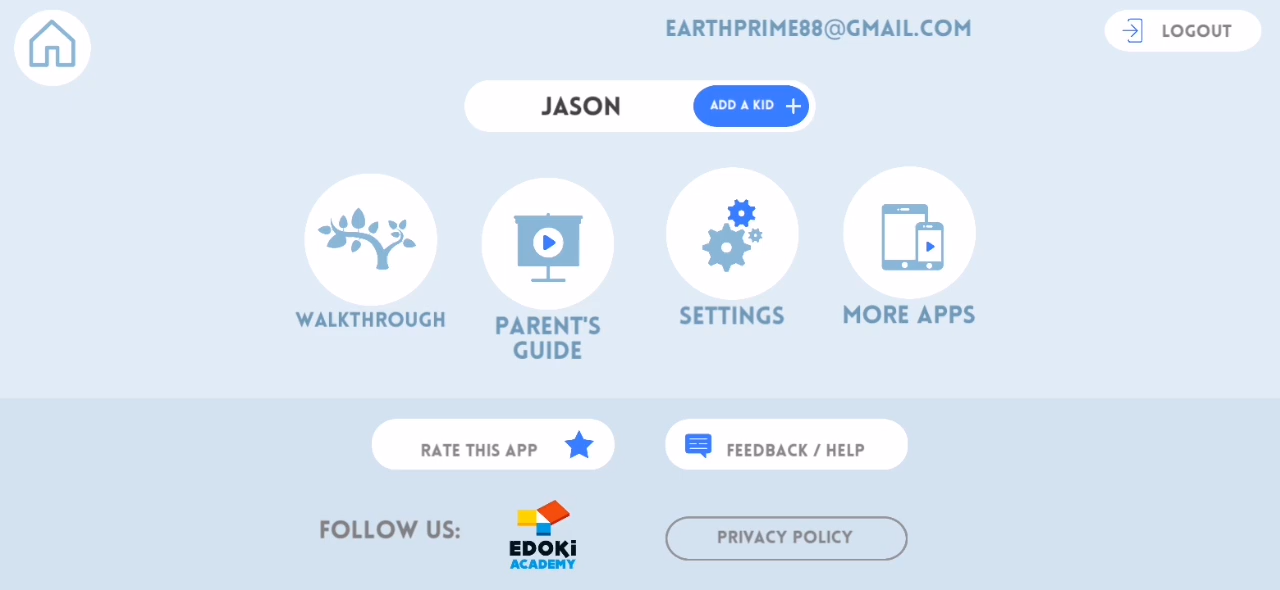 EARTHPRIME88@GMAIL.COM
LOGOUT
JASON
ADD A KID +
WALKTHROUGH
PARENT'S
GUIDE
SETTINGS
MORE APPS
RATE THIS APP
FEEDBACK / HELP
FOLLOW US:
EDOKi
ACADEMY
PRIVACY POLICY